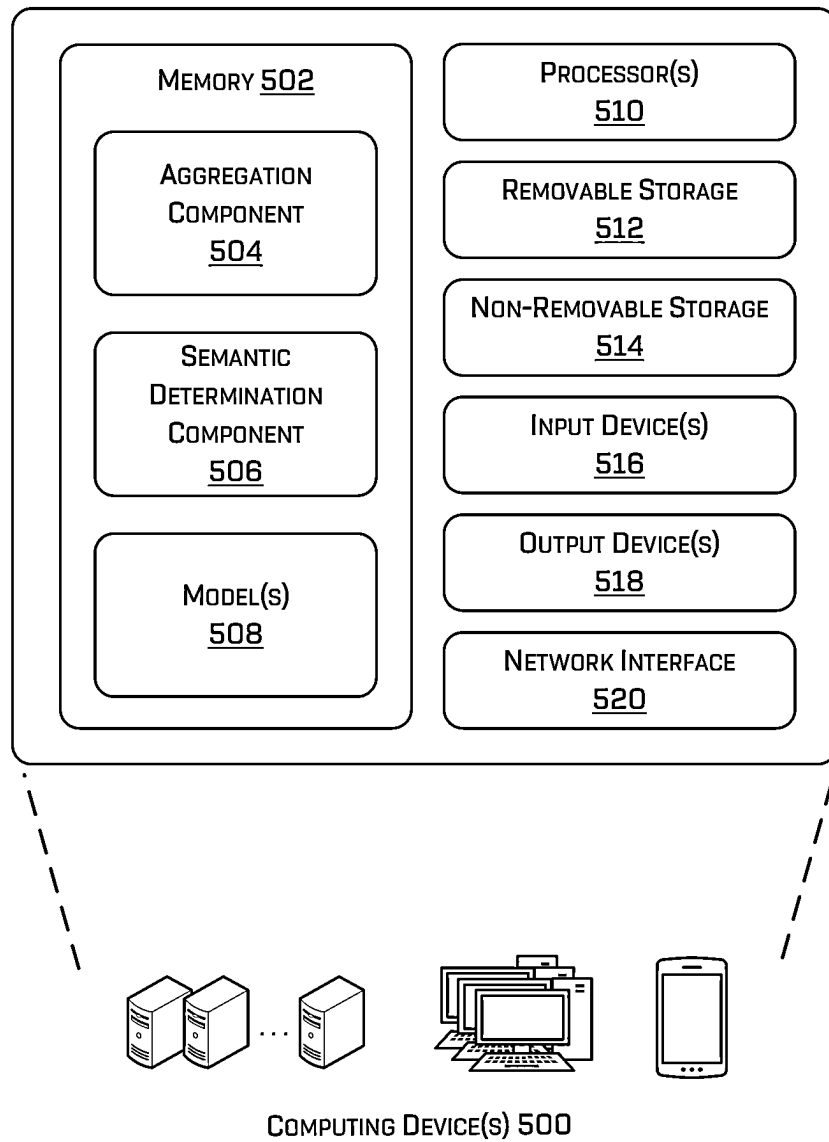 Memory 502
Aggregation
Component
504
Semantic
Determination
Component
506
Model(s)
508
Processor(s)
510
Removable Storage
512
Non-Removable Storage
514
Input Device(s)
516
Output Device(s)
518
Network Interface
520
...
Computing Device(s) 500